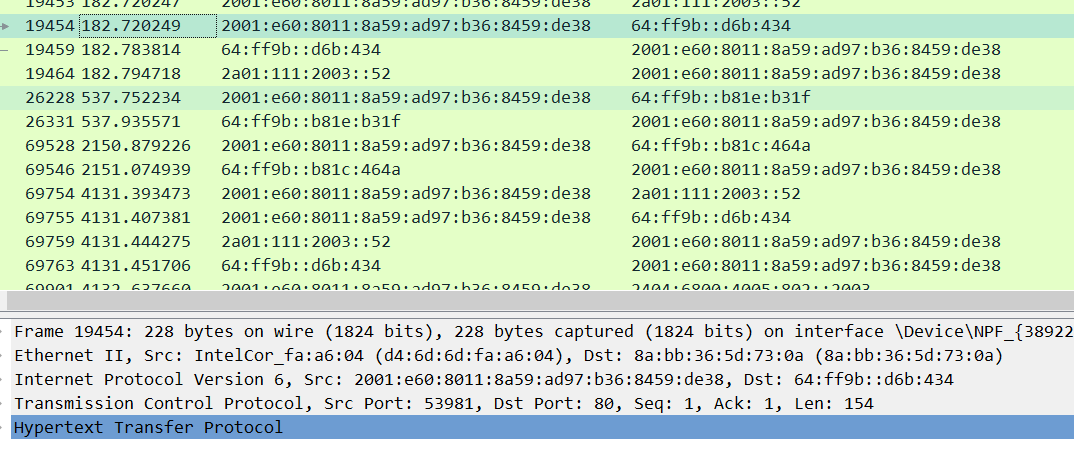 19453 182.720247 2001:e60:8011:8a59:ad97:b36:8459:de38 2a01:111:2003::52
19454 182.720249 2001:e60:8011:8a59:ad97:b36:8459:de38 64:ff9b::d6b:434
19459 182.783814 64:ff9b::d6b:434 2001:e60:8011:8a59:ad97:b36:8459:de38
19464 182.794718 2a01:111:2003::52 2001:e60:8011:8a59:ad97:b36:8459:de38
26228 537.752234 2001:e60:8011:8a59:ad97:b36:8459:de38 64:ff9b::b81e:b31f
26331 537.935571 64:ff9b::b81e:b31f 2001:e60:8011:8a59:ad97:b36:8459:de38
69528 2150.879226 2001:e60:8011:8a59:ad97:b36:8459:de38 64:ff9b::b81c:464a
69546 2151.074939 64:ff9b::b81c:464a 2001:e60:8011:8a59:ad97:b36:8459:de38
69754 4131.393473 2001:e60:8011:8a59:ad97:b36:8459:de38 2a01:111:2003::52
69755 4131.407381 2001:e60:8011:8a59:ad97:b36:8459:de38 64:ff9b::d6b:434
69759 4131.444275 2a01:111:2003::52 2001:e60:8011:8a59:ad97:b36:8459:de38
69763 4131.451706 64:ff9b::d6b:434 2001:e60:8011:8a59:ad97:b36:8459:de38
69901 4132.637660 2001:e60:8011:8a59:ad97:b36:8459:de38 2404:6800:4005:802::2003
Frame 19454: 228 bytes on wire (1824 bits), 228 bytes captured (1824 bits) on interface \Device\NPF_{38922
Ethernet II, Src: IntelCor_fa:a6:04 (d4:6d:6d:fa:a6:04), Dst: 8a:bb:36:5d:73:0a (8a:bb:36:5d:73:0a)
Internet Protocol Version 6, Src: 2001:e60:8011:8a59:ad97:b36:8459:de38, Dst: 64:ff9b::d6b:434
Transmission Control Protocol, Src Port: 53981, Dst Port: 80, Seq: 1, Ack: 1, Len: 154
Hypertext Transfer Protocol